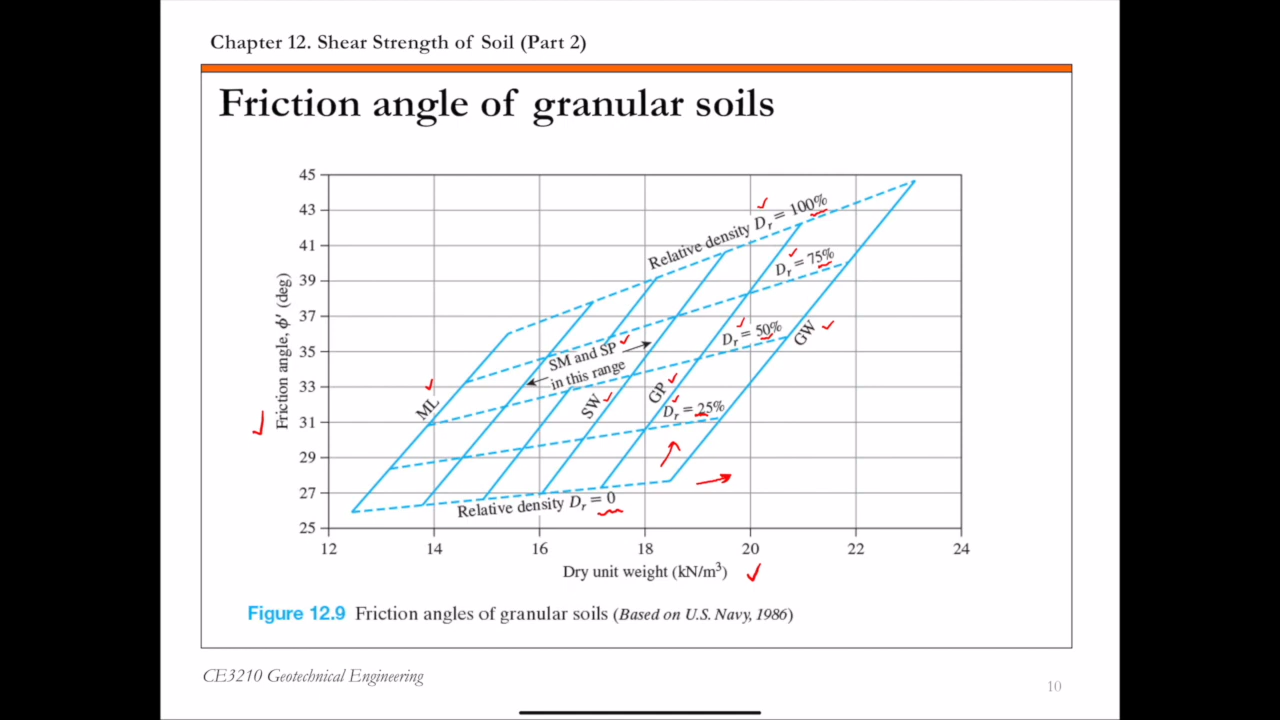 Chapter 12. Shear Strength of Soil (Part 2)
Friction angle of granular soils
45
43
41
39
37
35
33
31
29
27
25
Friction angle, ϕ′ (deg)
Relative density Dᵣ = 100%
Dᵣ = 75%
Dᵣ = 50%
GW
SM and SP
in this range
ML
SW
GP
Dᵣ = 25%
Relative density Dᵣ = 0
12 14 16 18 20 22 24
Dry unit weight (kN/m³)
Figure 12.9 Friction angles of granular soils (Based on U.S. Navy, 1986)
CE3210 Geotechnical Engineering
10